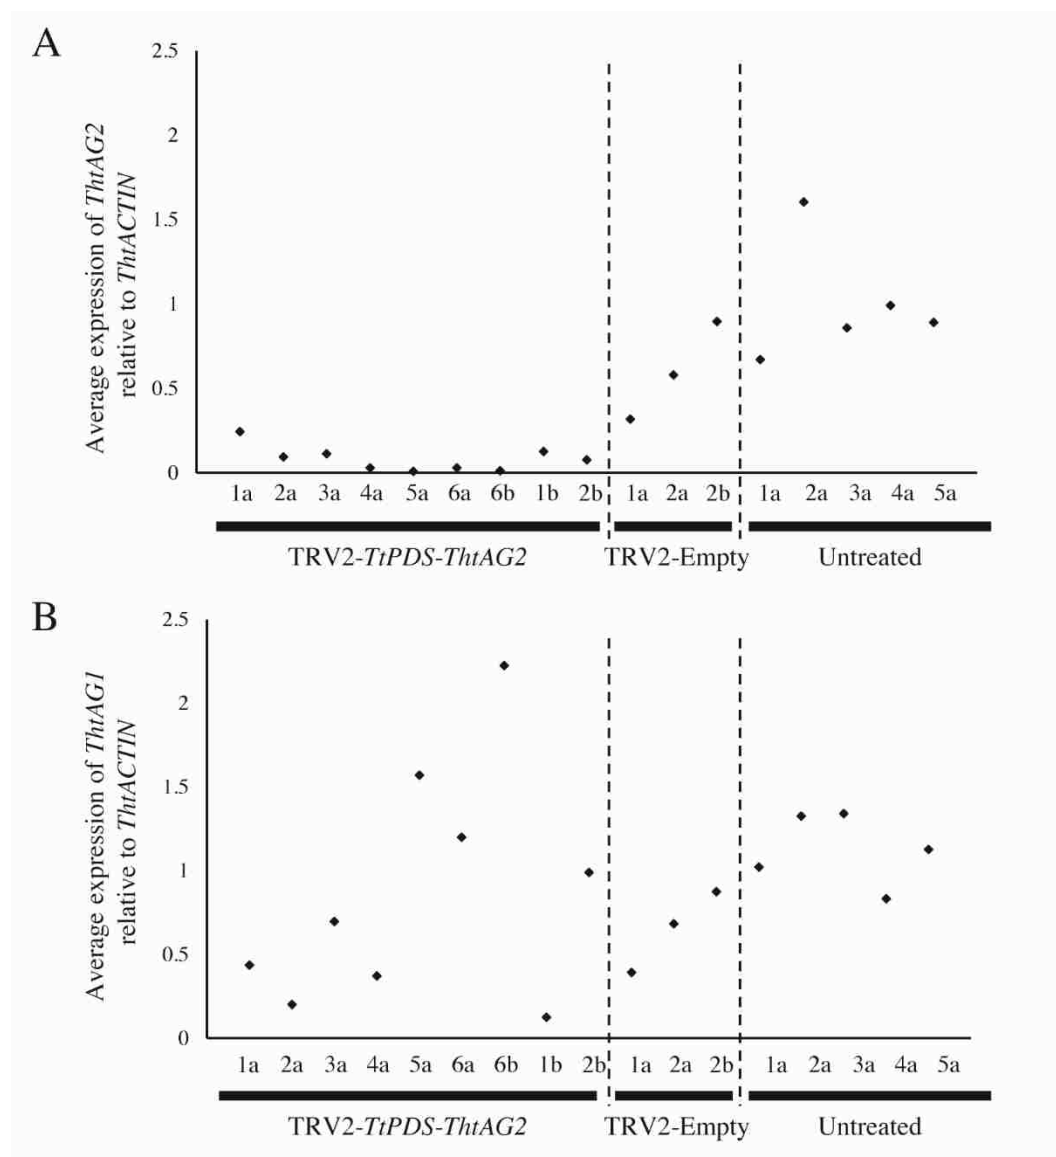 A
2.5
2
1.5
1
0.5
0
Average expression of ThtAG2
relative to ThtACTIN
1a 2a 3a 4a 5a 6a 6b 1b 2b 1a 2a 2b 1a 2a 3a 4a 5a
TRV2-TtPDS-ThtAG2 TRV2-Empty Untreated
B
2.5
2
1.5
1
0.5
0
Average expression of ThtAG1
relative to ThtACTIN
1a 2a 3a 4a 5a 6a 6b 1b 2b 1a 2a 2b 1a 2a 3a 4a 5a
TRV2-TtPDS-ThtAG2 TRV2-Empty Untreated